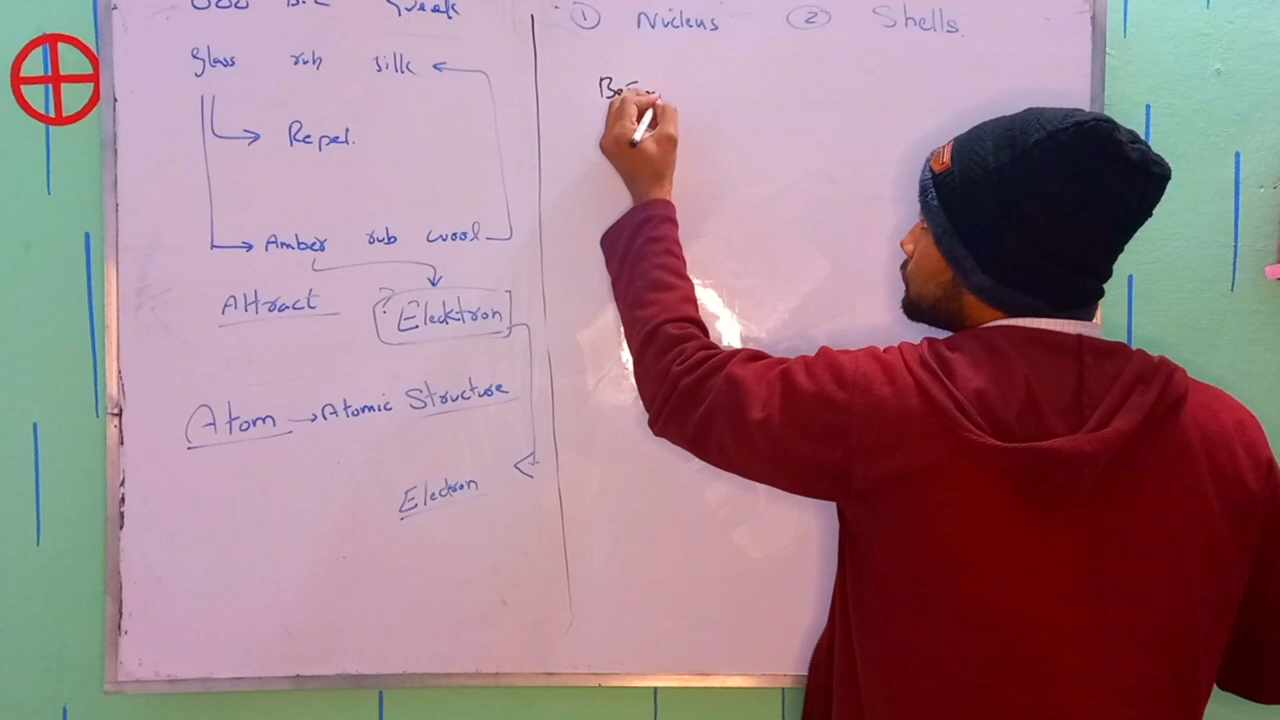 Glass rub silk
Repel.
Amber rub wool
Attract
? Elecktron
Atom → Atomic Structure
Electron
① Nucleus ② Shells.